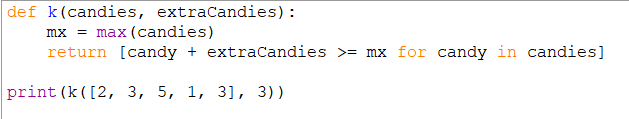 def k(candies, extraCandies):
    mx = max(candies)
    return [candy + extraCandies >= mx for candy in candies]

print(k([2, 3, 5, 1, 3], 3))